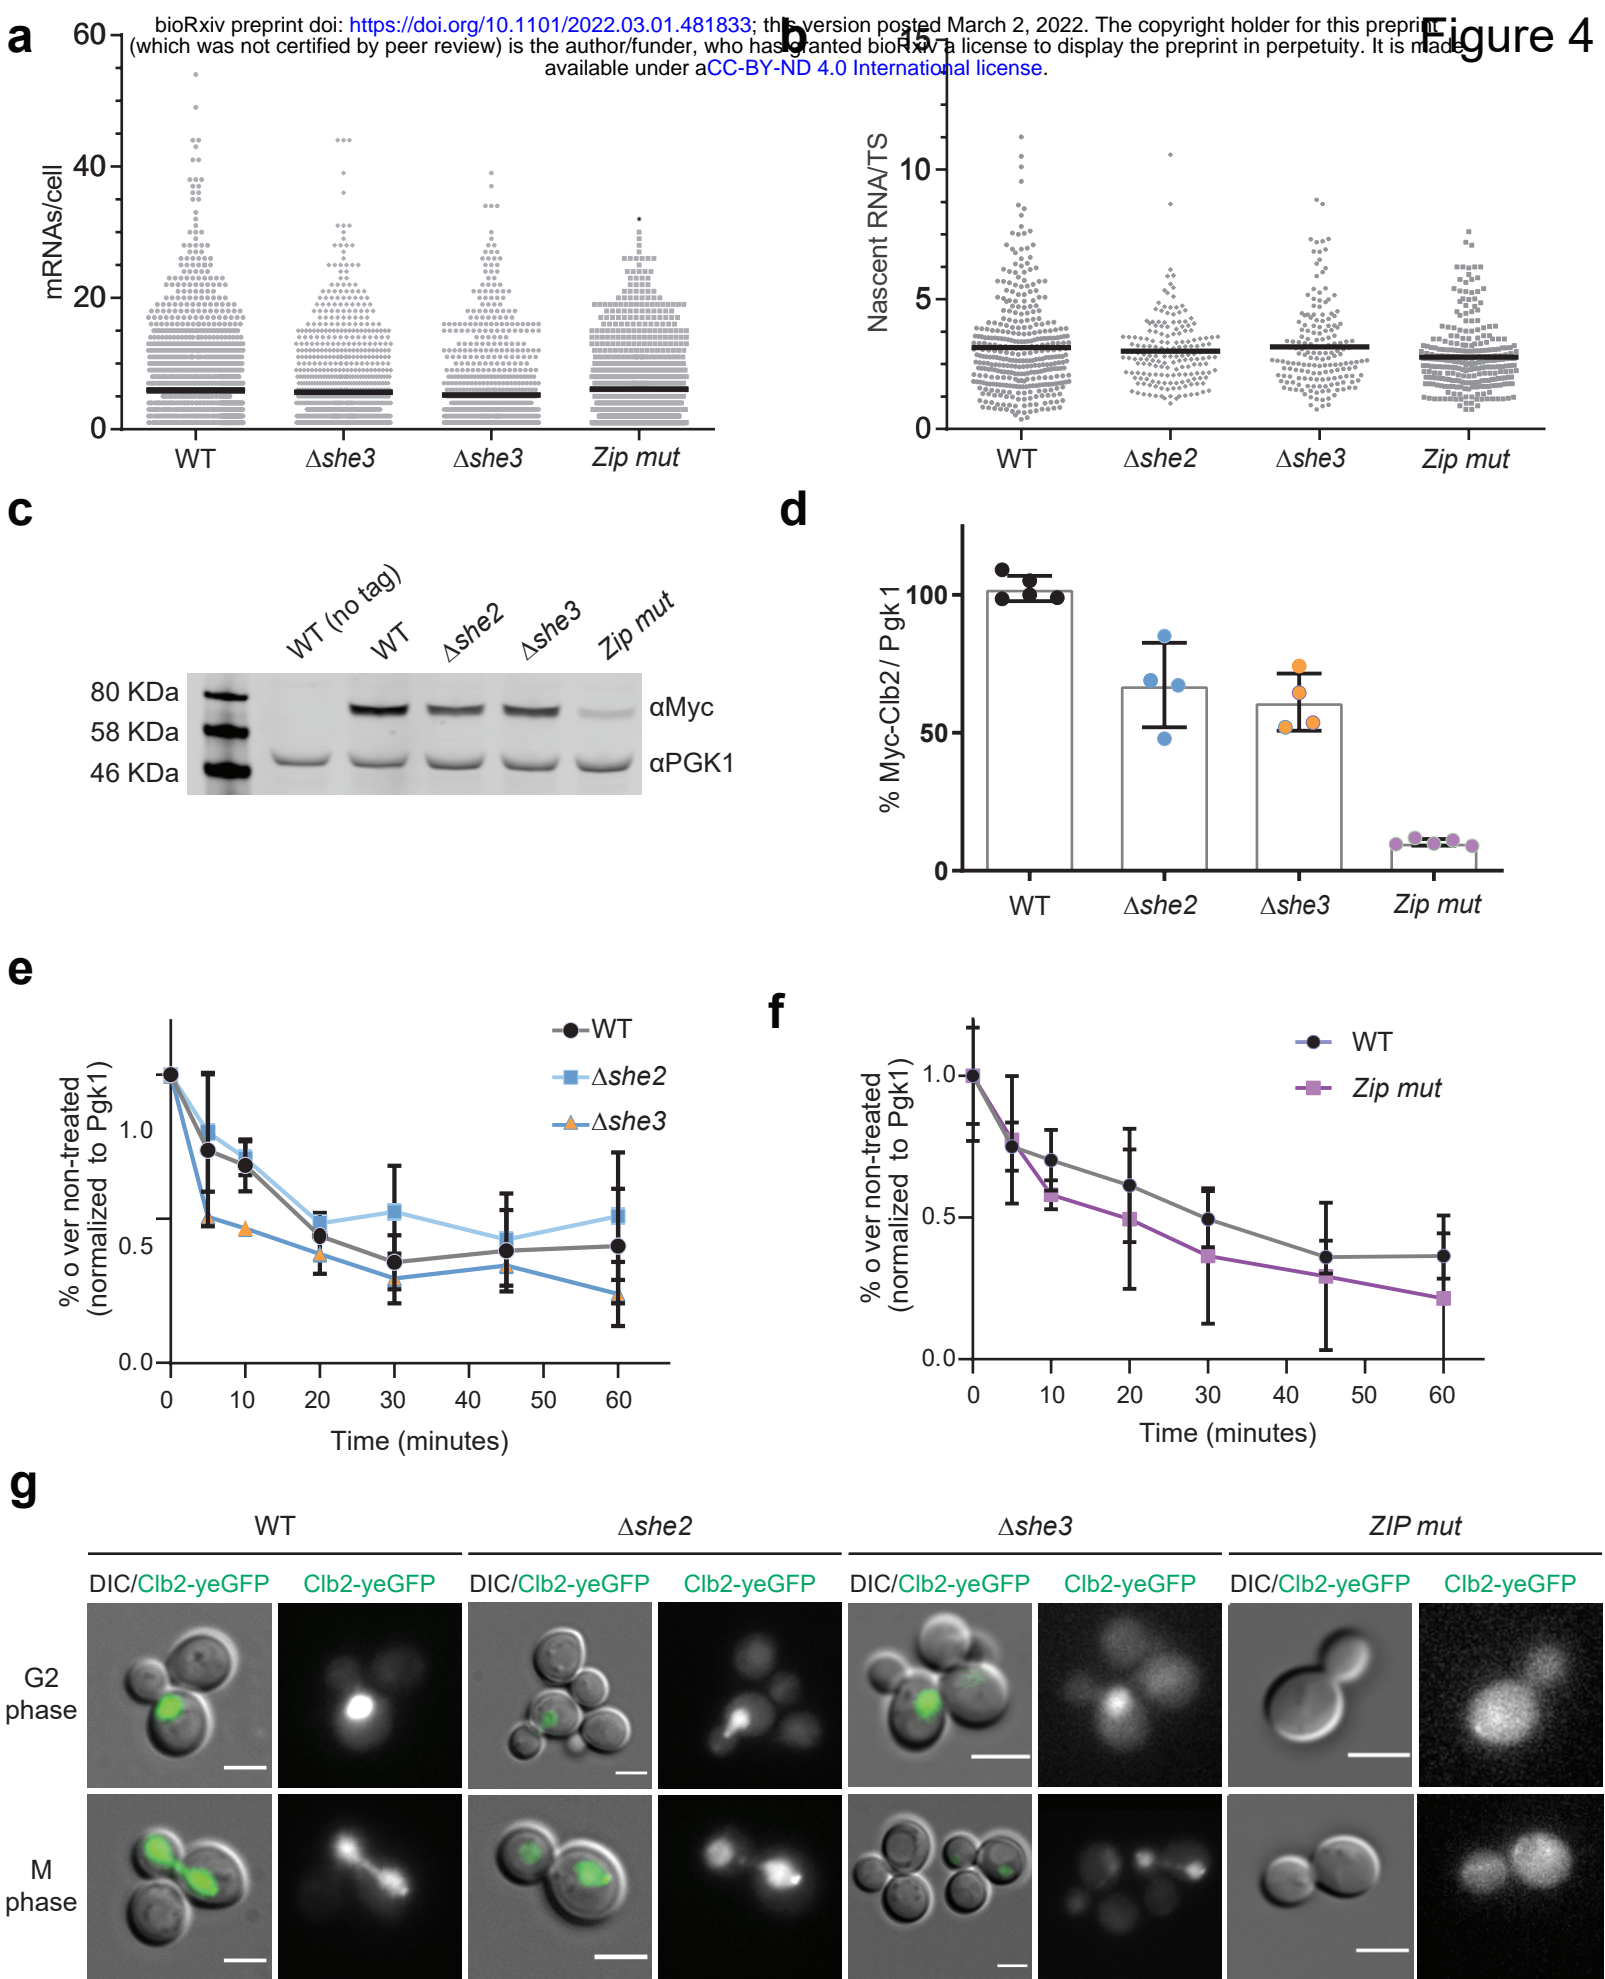 bioRxiv preprint doi: https://doi.org/10.1101/2022.03.01.481833; this version posted March 2, 2022. The copyright holder for this preprint
(which was not certified by peer review) is the author/funder, who has granted bioRxiv a license to display the preprint in perpetuity. It is made
available under aCC-BY-ND 4.0 International license.
Figure 4
a
mRNAs/cell
60
40
20
0
WT
Δshe3
Δshe3
Zip mut
b
Nascent RNA/TS
15
10
5
0
WT
Δshe2
Δshe3
Zip mut
c
WT (no tag)
WT
Δshe2
Δshe3
Zip mut
80 KDa
58 KDa
46 KDa
αMyc
αPGK1
d
% Myc-Clb2 / Pgk1
100
50
0
WT
Δshe2
Δshe3
Zip mut
e
% o ver non-treated
(normalized to Pgk1)
1.0
0.5
0.0
WT
Δshe2
Δshe3
0 10 20 30 40 50 60
Time (minutes)
f
% o ver non-treated
(normalized to Pgk1)
1.0
0.5
0.0
WT
Zip mut
0 10 20 30 40 50 60
Time (minutes)
g
WT Δshe2 Δshe3 ZIP mut
DIC/Clb2-yeGFP Clb2-yeGFP DIC/Clb2-yeGFP Clb2-yeGFP DIC/Clb2-yeGFP Clb2-yeGFP DIC/Clb2-yeGFP Clb2-yeGFP
G2
phase
M
phase